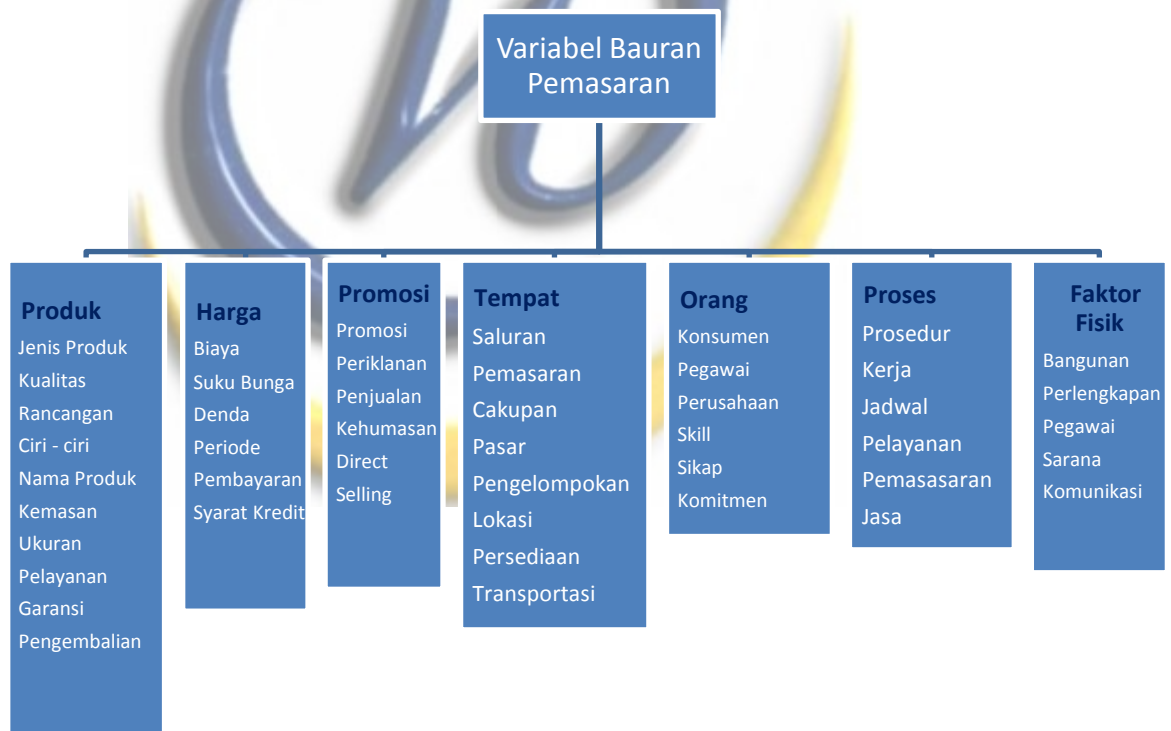 Variabel Bauran
Pemasaran
Produk
Jenis Produk
Kualitas
Rancangan
Ciri - ciri
Nama Produk
Kemasan
Ukuran
Pelayanan
Garansi
Pengembalian
Harga
Biaya
Suku Bunga
Denda
Periode
Pembayaran
Syarat Kredit
Promosi
Promosi
Periklanan
Penjualan
Kehumasan
Direct
Selling
Tempat
Saluran
Pemasaran
Cakupan
Pasar
Pengelompokan
Lokasi
Persediaan
Transportasi
Orang
Konsumen
Pegawai
Perusahaan
Skill
Sikap
Komitmen
Proses
Prosedur
Kerja
Jadwal
Pelayanan
Pemasasaran
Jasa
Faktor
Fisik
Bangunan
Perlengkapan
Pegawai
Sarana
Komunikasi